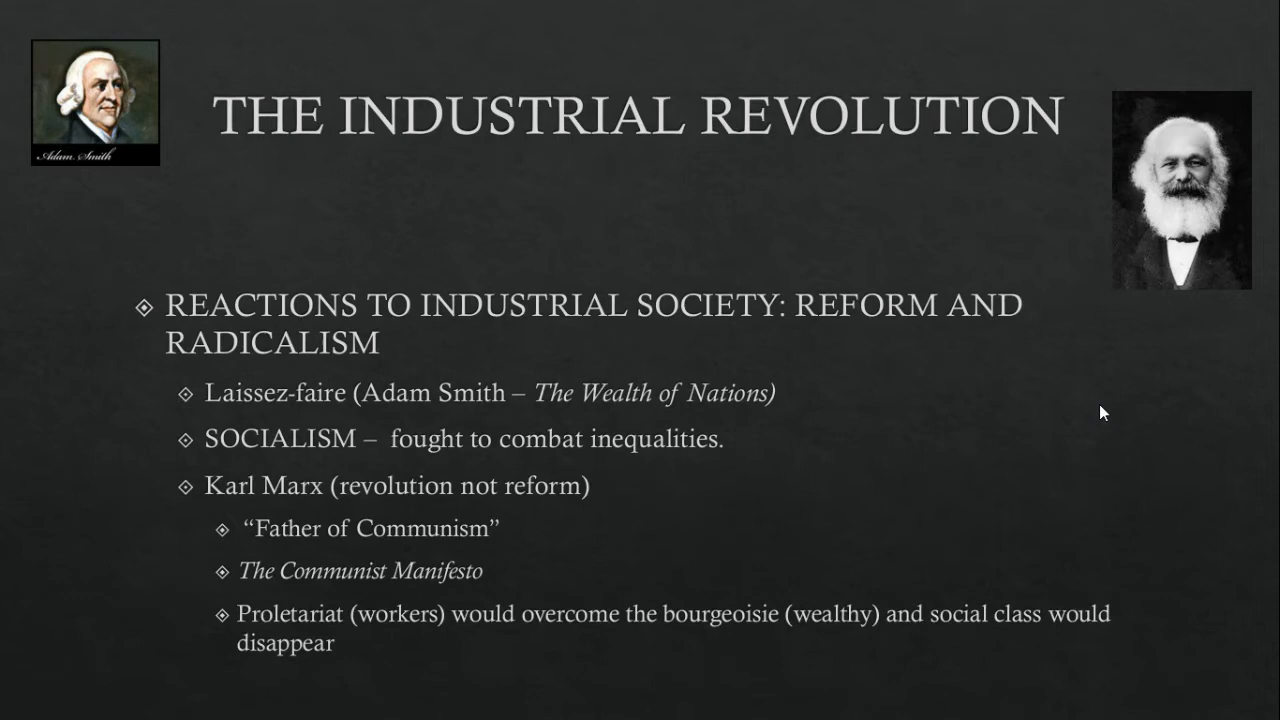 Adam Smith
THE INDUSTRIAL REVOLUTION
REACTIONS TO INDUSTRIAL SOCIETY: REFORM AND
RADICALISM
Laissez-faire (Adam Smith – The Wealth of Nations)
SOCIALISM – fought to combat inequalities.
Karl Marx (revolution not reform)
“Father of Communism”
The Communist Manifesto
Proletariat (workers) would overcome the bourgeoisie (wealthy) and social class would
disappear